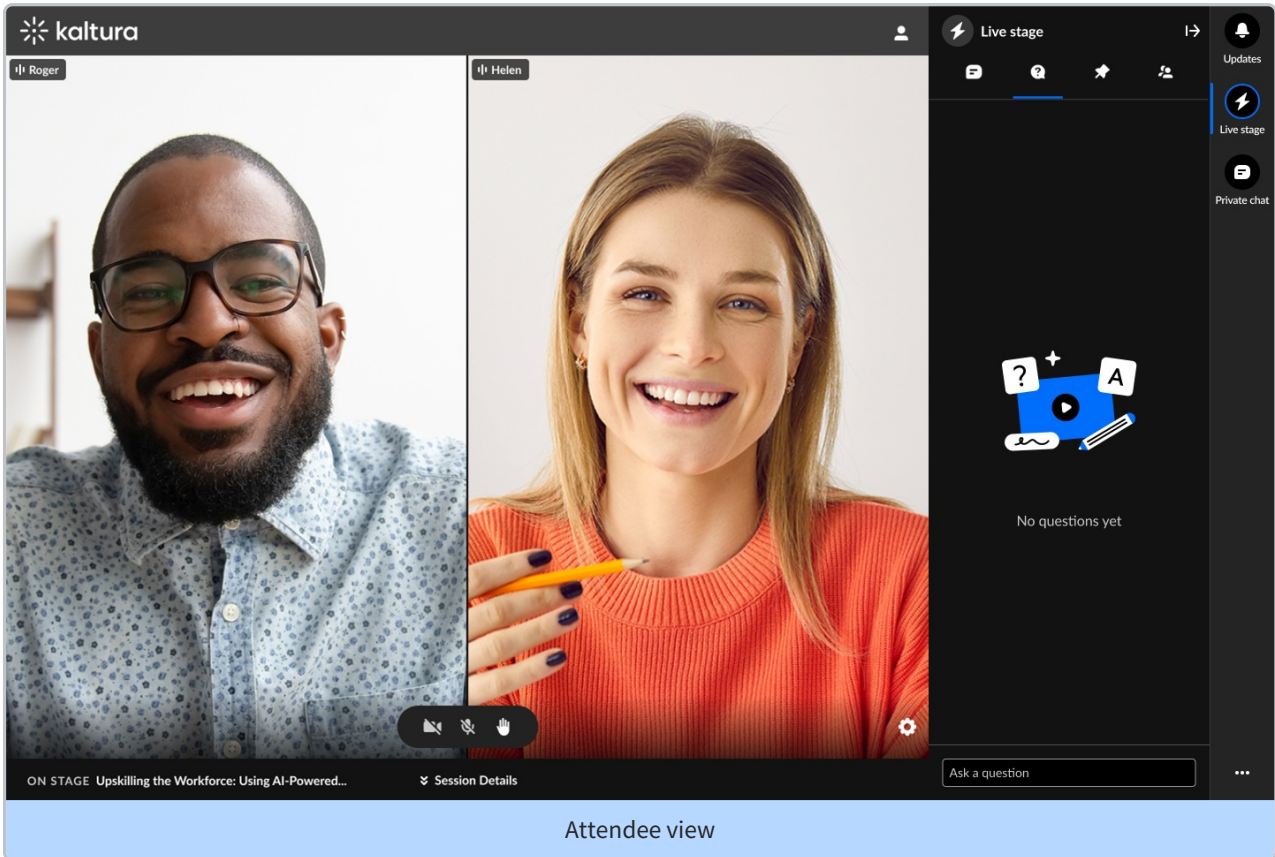 kaltura
Roger
Helen
Live stage
Updates
Live stage
Private chat
?
A
No questions yet
Ask a question
ON STAGE Upskilling the Workforce: Using AI-Powered...
Session Details
Attendee view